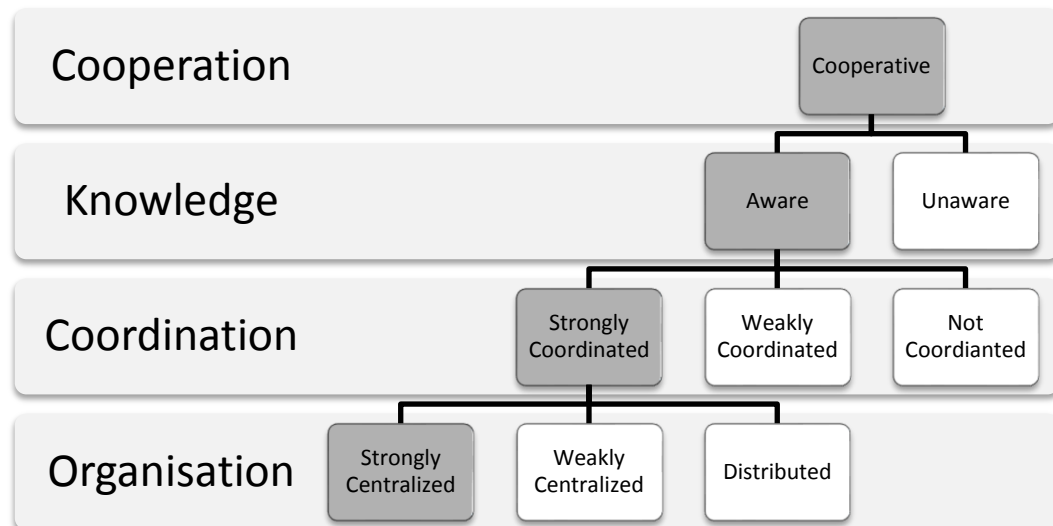 Cooperation
Cooperative
Knowledge
Aware
Unaware
Coordination
Strongly
Coordinated
Weakly
Coordinated
Not
Coordianted
Organisation
Strongly
Centralized
Weakly
Centralized
Distributed